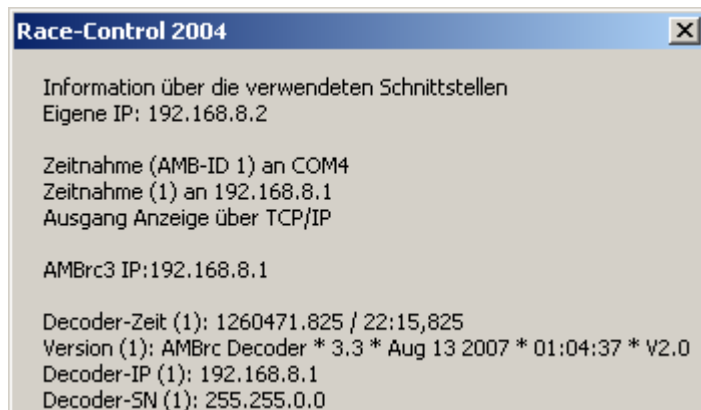 Race-Control 2004
Information über die verwendeten Schnittstellen
Eigene IP: 192.168.8.2
Zeitnahme (AMB-ID 1) an COM4
Zeitnahme (1) an 192.168.8.1
Ausgang Anzeige über TCP/IP
AMBrc3 IP:192.168.8.1
Decoder-Zeit (1): 1260471.825 / 22:15,825
Version (1): AMBrc Decoder * 3.3 * Aug 13 2007 * 01:04:37 * V2.0
Decoder-IP (1): 192.168.8.1
Decoder-SN (1): 255.255.0.0